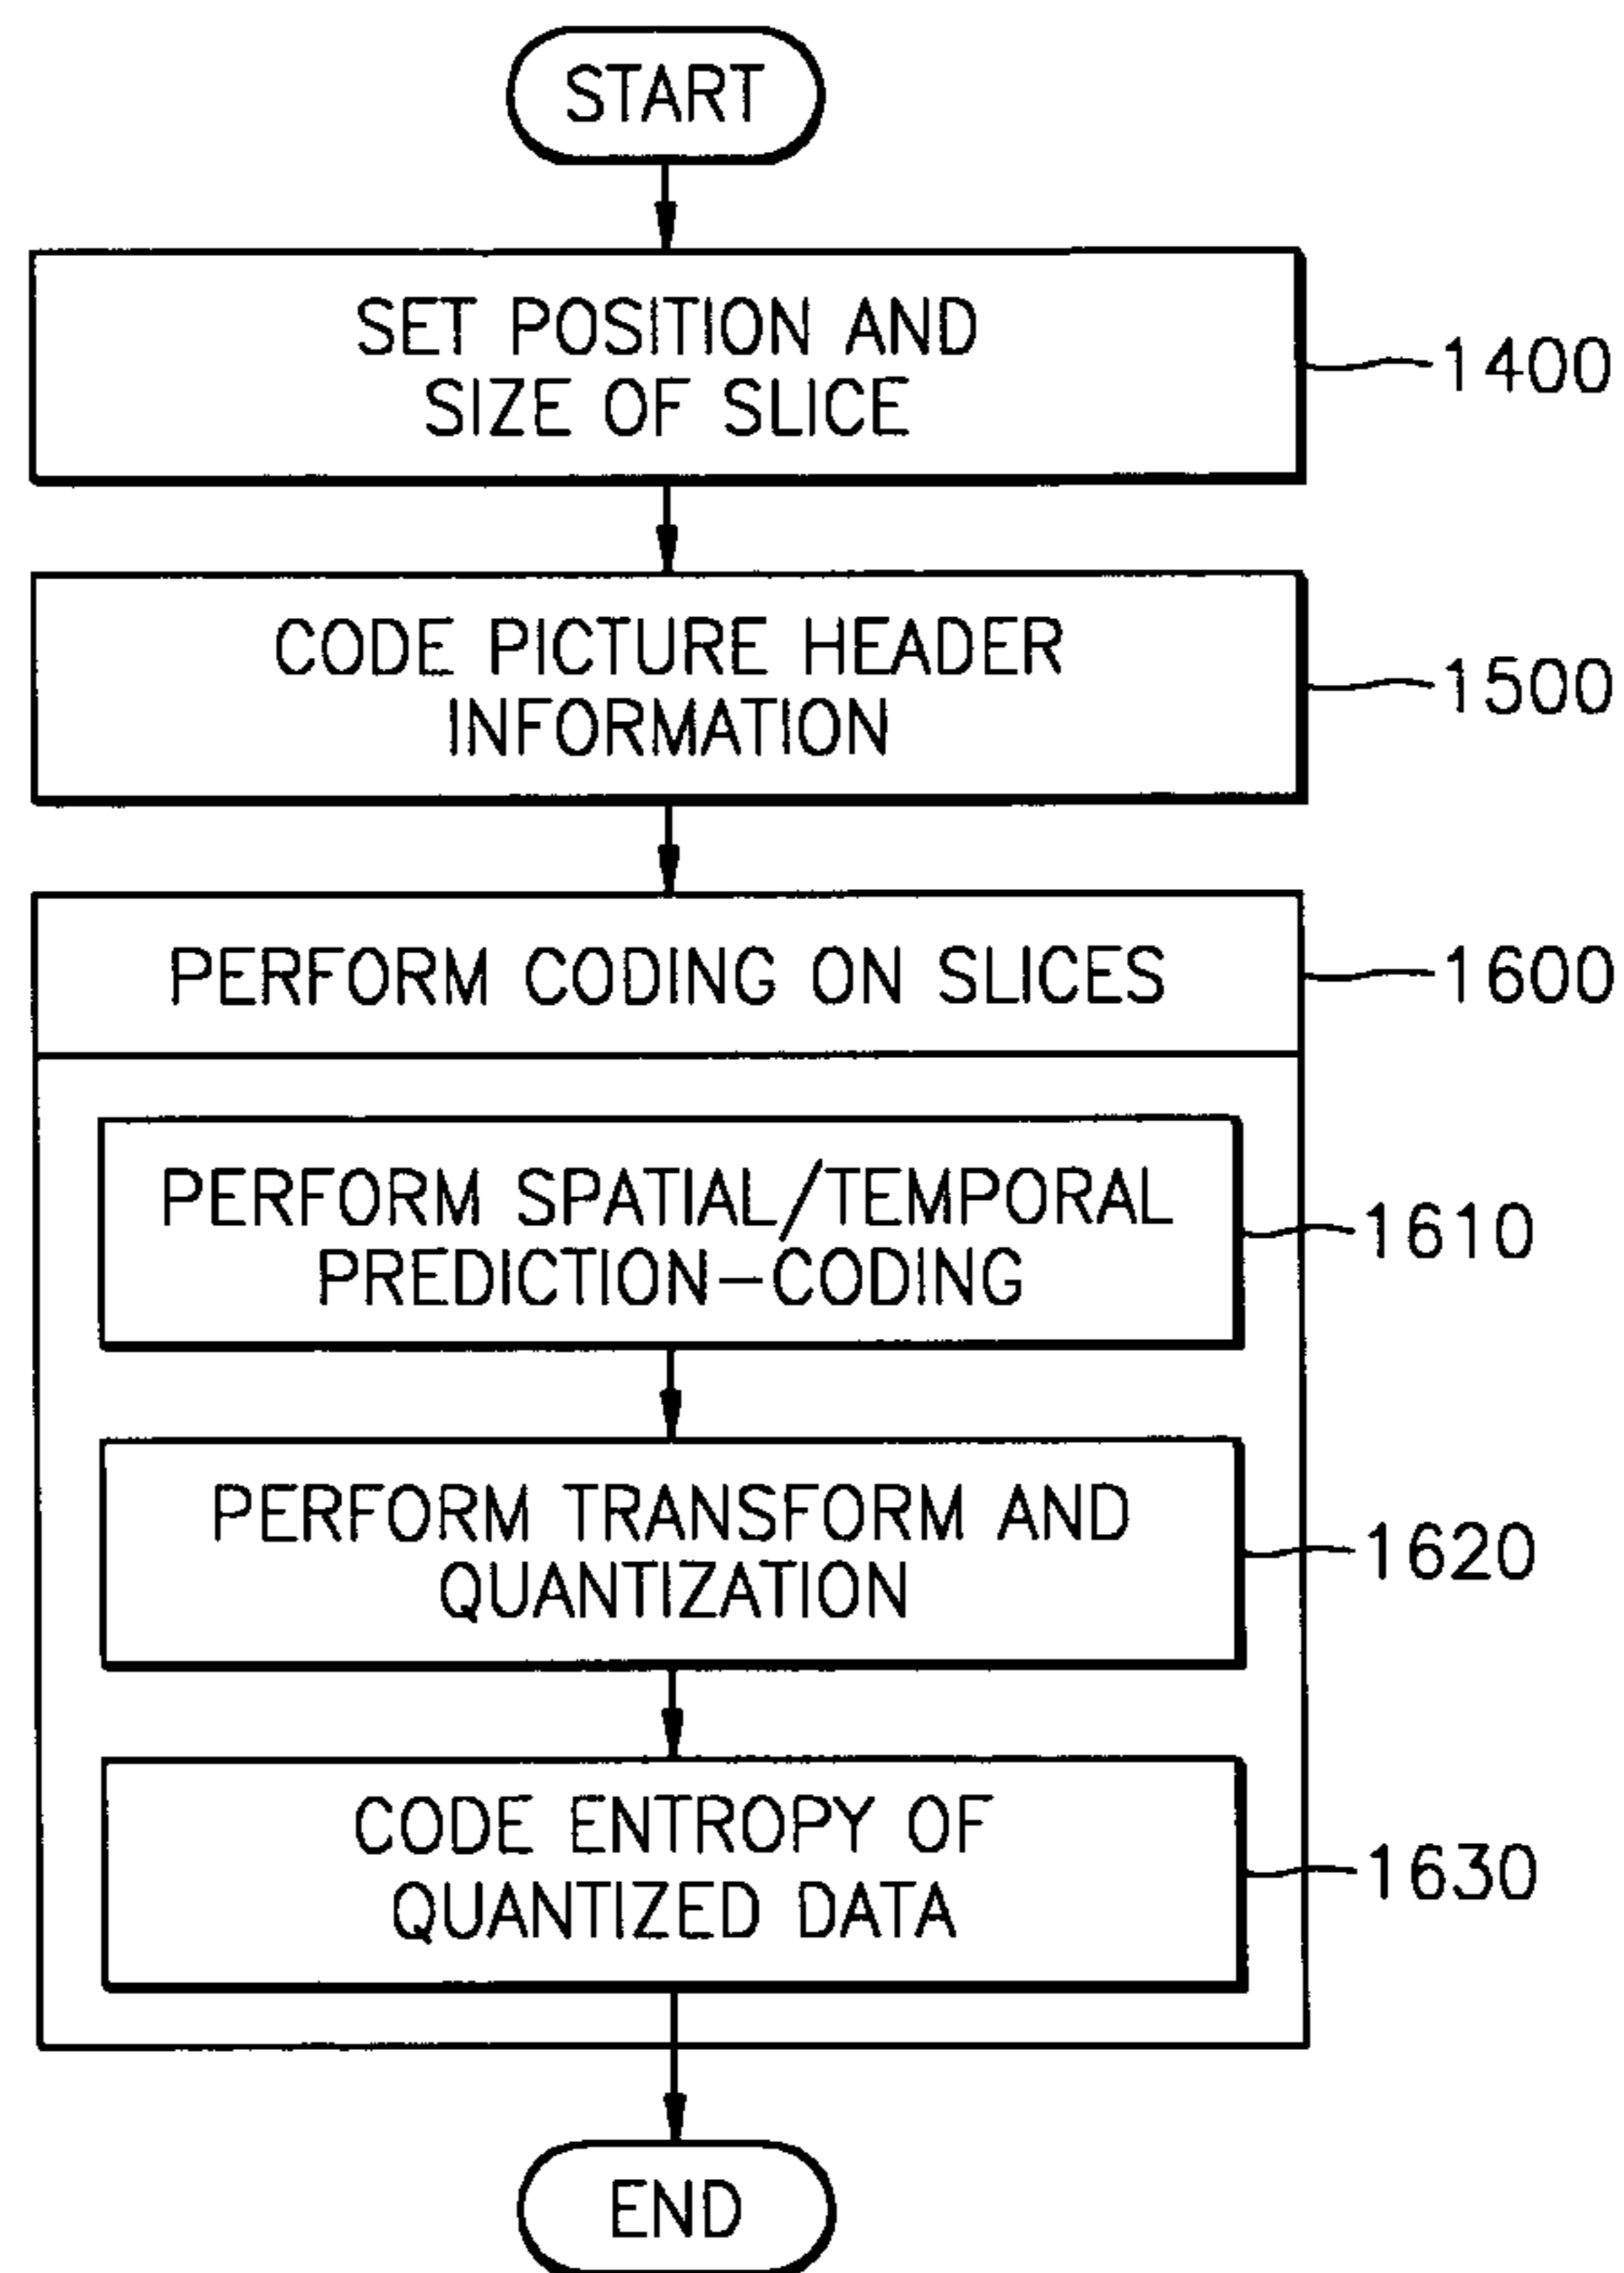 START
SET POSITION AND
SIZE OF SLICE
1400
CODE PICTURE HEADER
INFORMATION
1500
PERFORM CODING ON SLICES
1600
PERFORM SPATIAL/TEMPORAL
PREDICTION-CODING
1610
PERFORM TRANSFORM AND
QUANTIZATION
1620
CODE ENTROPY OF
QUANTIZED DATA
1630
END